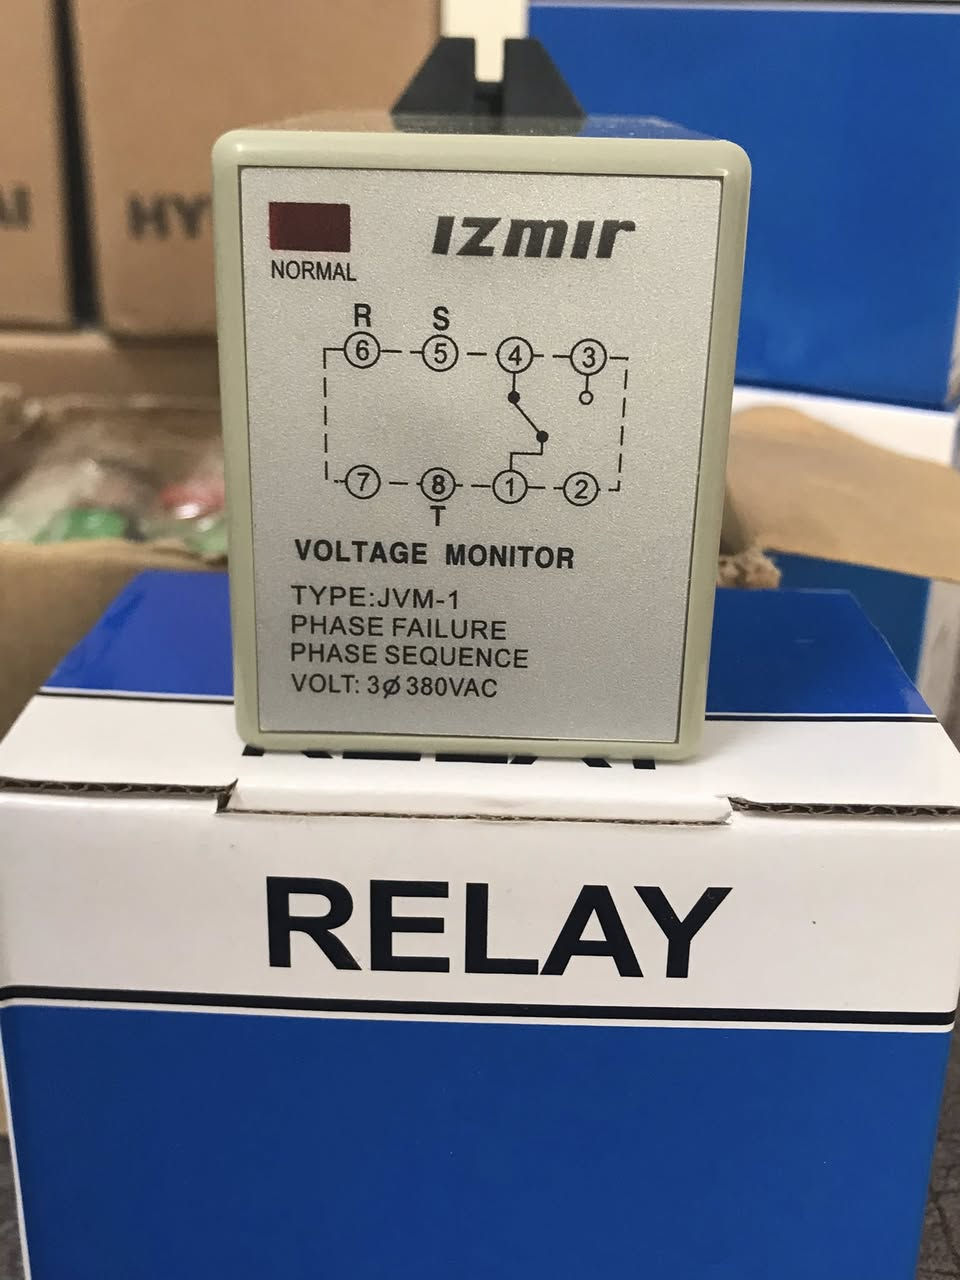 HY
NORMAL
IZMIR
R
S
6
5
4
3
7
8
1
2
T
VOLTAGE MONITOR
TYPE:JVM-1
PHASE FAILURE
PHASE SEQUENCE
VOLT: 3Ø 380VAC
RELAY